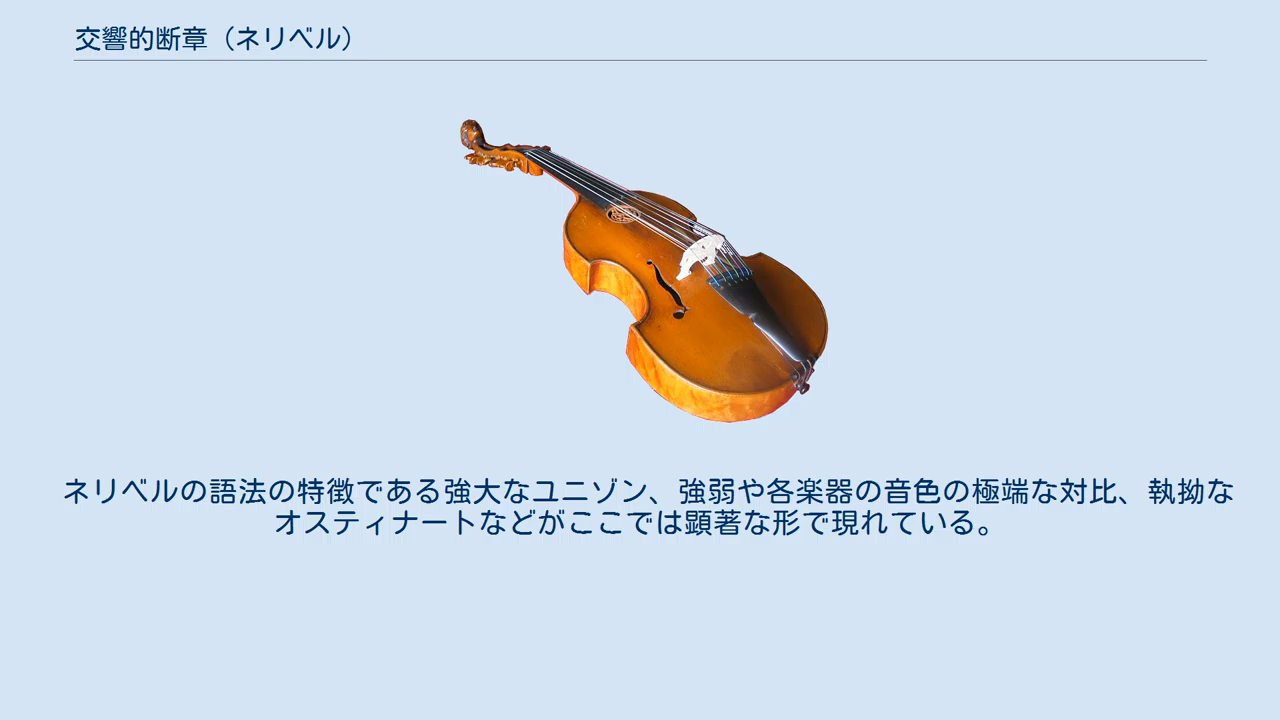 交響的断章（ネリベル）
ネリベルの語法の特徴である強大なユニゾン、強弱や各楽器の音色の極端な対比、執拗な
オスティナートなどがここでは顕著な形で現れている。